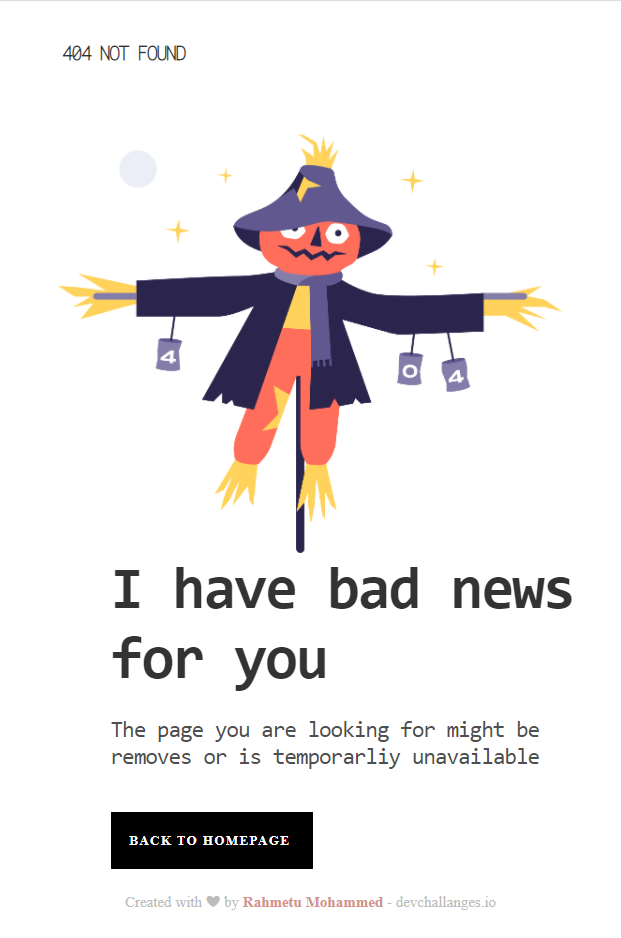 404 NOT FOUND
4
0
4
I have bad news
for you
The page you are looking for might be
removes or is temporarliy unavailable
BACK TO HOMEPAGE
Created with ♥ by Rahmetu Mohammed - devchallanges.io